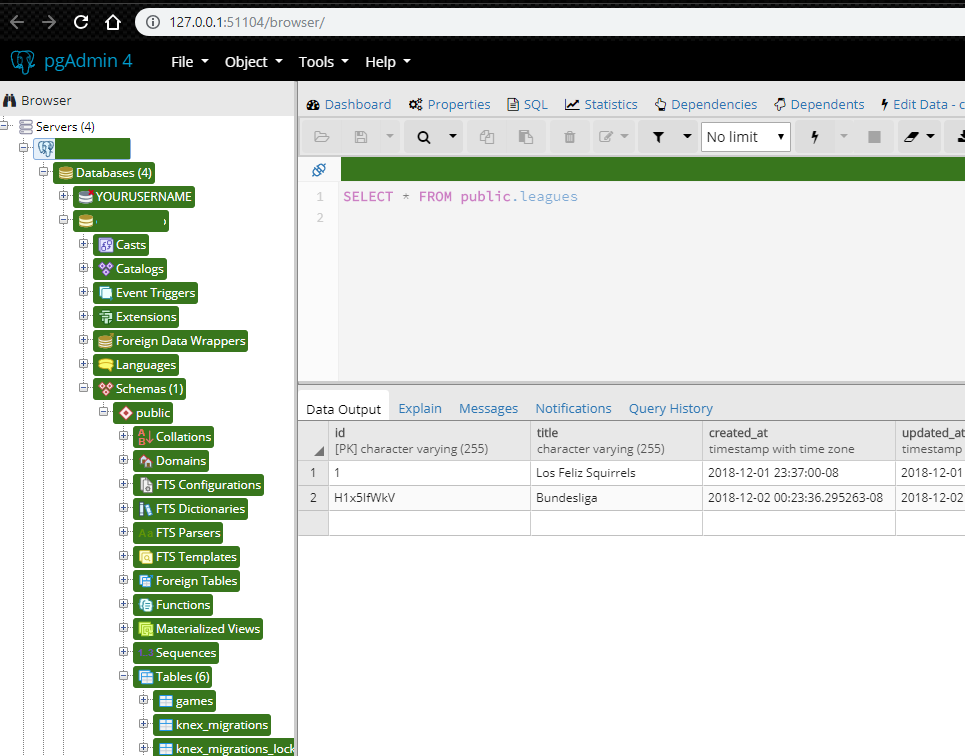 127.0.0.1:51104/browser/
pgAdmin 4 File Object Tools Help
Browser
Dashboard Properties SQL Statistics Dependencies Dependents Edit Data - c
Servers (4)
Databases (4)
YOURUSERNAME
Casts
Catalogs
Event Triggers
Extensions
Foreign Data Wrappers
Languages
Schemas (1)
public
Collations
Domains
FTS Configurations
FTS Dictionaries
FTS Parsers
FTS Templates
Foreign Tables
Functions
Materialized Views
Sequences
Tables (6)
games
knex_migrations
knex_migrations_lock
No limit
1 SELECT * FROM public.leagues
2
Data Output Explain Messages Notifications Query History
id title created_at updated_at
[PK] character varying (255) character varying (255) timestamp with time zone timestamp
1 1 Los Feliz Squirrels 2018-12-01 23:37:00-08 2018-12-01
2 H1x5lfWkV Bundesliga 2018-12-02 00:23:36.295263-08 2018-12-02